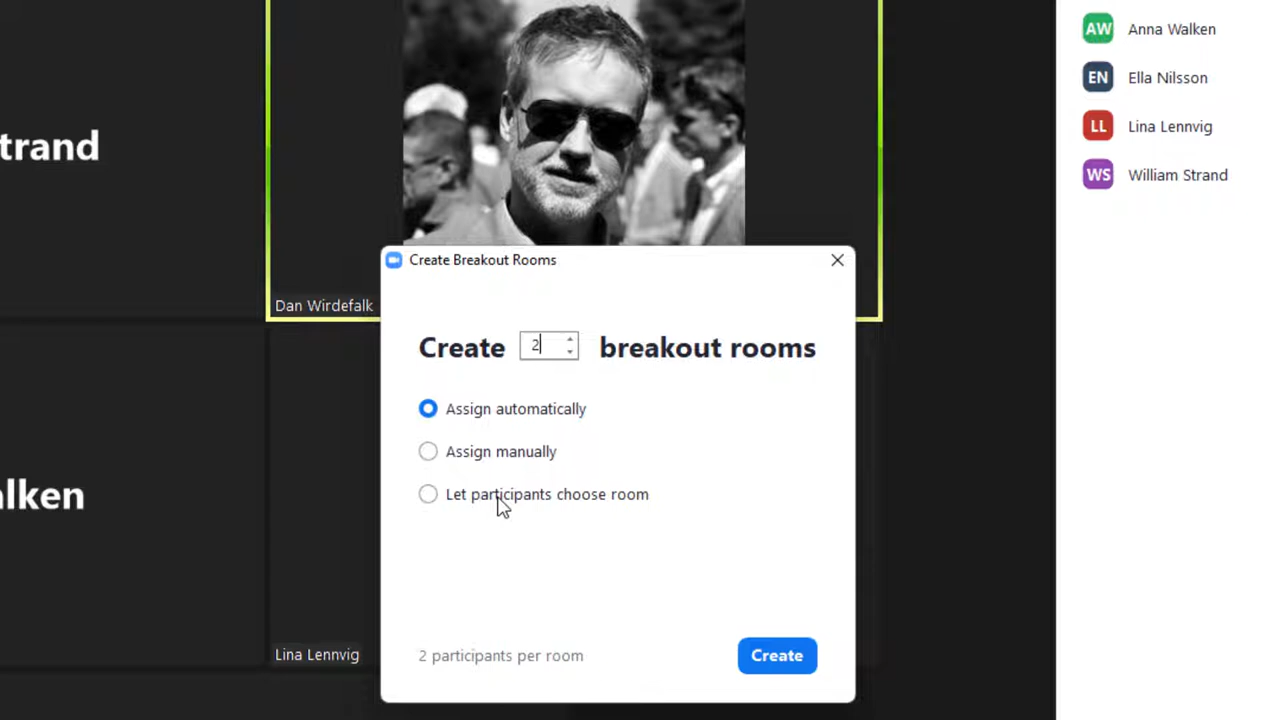 AW Anna Walken
EN Ella Nilsson
LL Lina Lennvig
WS William Strand
trand
Dan Wirdefalk
Create Breakout Rooms
Create 2 breakout rooms
Assign automatically
Assign manually
Let participants choose room
alken
Lina Lennvig
2 participants per room
Create